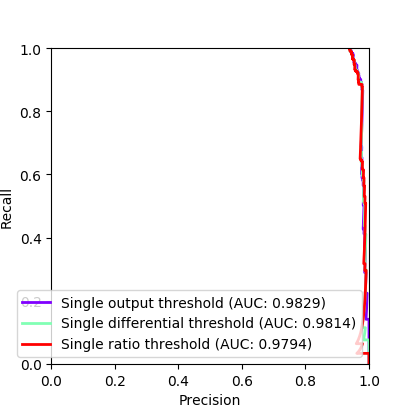 1.0
0.8
0.6
0.4
0.2
0.0
Recall
Single output threshold (AUC: 0.9829)
Single differential threshold (AUC: 0.9814)
Single ratio threshold (AUC: 0.9794)
0.0 0.2 0.4 0.6 0.8 1.0
Precision